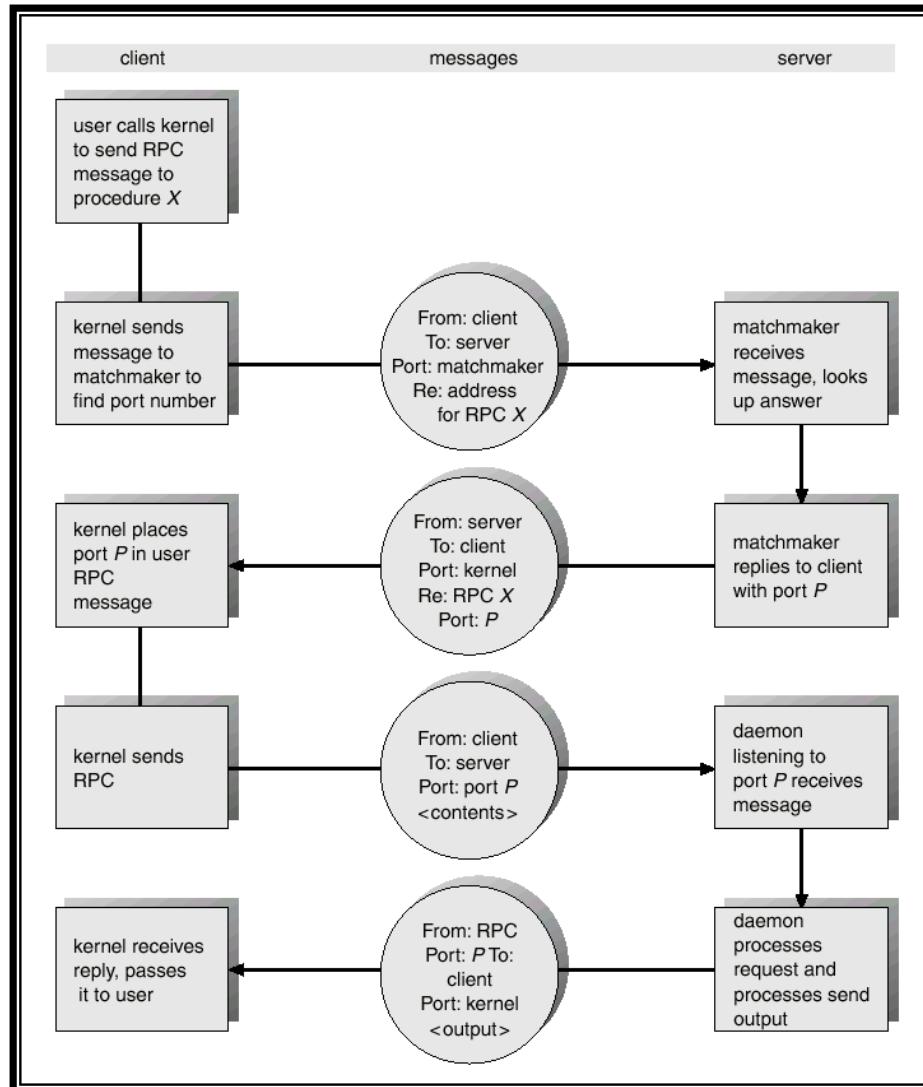 client
messages
server
user calls kernel
to send RPC
message to
procedure X
kernel sends
message to
matchmaker to
find port number
From: client
To: server
Port: matchmaker
Re: address
for RPC X
matchmaker
receives
message, looks
up answer
kernel places
port P in user
RPC
message
From: server
To: client
Port: kernel
Re: RPC X
Port: P
matchmaker
replies to client
with port P
kernel sends
RPC
From: client
To: server
Port: port P
<contents>
daemon
listening to
port P receives
message
kernel receives
reply, passes
it to user
From: RPC
Port: P To:
client
Port: kernel
<output>
daemon
processes
request and
processes send
output